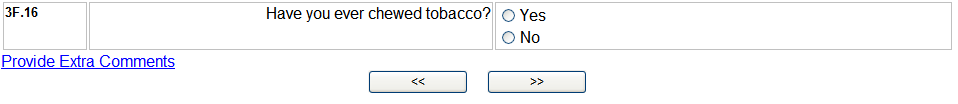 3F.16 Have you ever chewed tobacco? Yes
No
Provide Extra Comments
<< >>